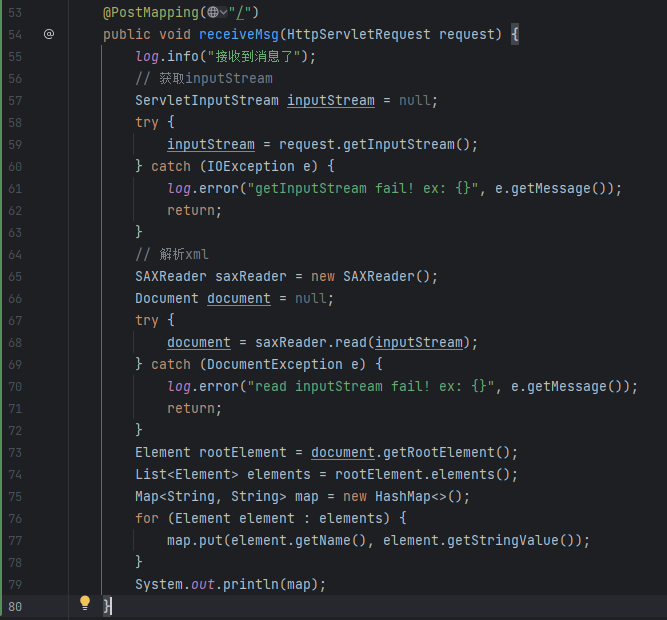 53 @PostMapping("/")
54 @ public void receiveMsg(HttpServletRequest request) {
55 log.info("接收到消息了");
56 // 获取inputStream
57 ServletInputStream inputStream = null;
58 try {
59 inputStream = request.getInputStream();
60 } catch (IOException e) {
61 log.error("getInputStream fail! ex: {}", e.getMessage());
62 return;
63 }
64 // 解析xml
65 SAXReader saxReader = new SAXReader();
66 Document document = null;
67 try {
68 document = saxReader.read(inputStream);
69 } catch (DocumentException e) {
70 log.error("read inputStream fail! ex: {}", e.getMessage());
71 return;
72 }
73 Element rootElement = document.getRootElement();
74 List<Element> elements = rootElement.elements();
75 Map<String, String> map = new HashMap<>();
76 for (Element element : elements) {
77 map.put(element.getName(), element.getStringValue());
78 }
79 System.out.println(map);
80 }